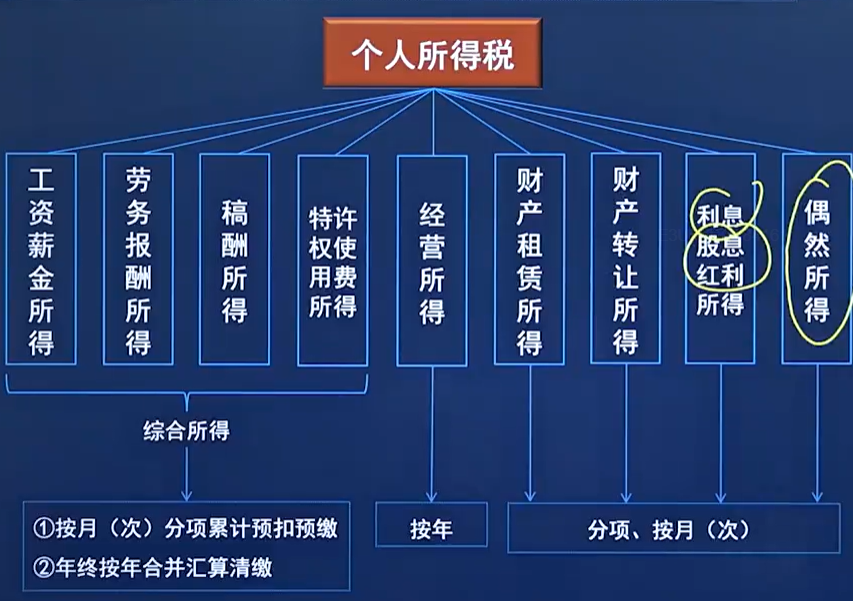 个人所得税
工资薪金所得
劳务报酬所得
稿酬所得
特许
权使
用费
所得
经营所得
财产租赁所得
财产转让所得
利息
股息
红利
所得
偶然所得
综合所得
①按月（次）分项累计预扣预缴
②年终按年合并汇算清缴
按年
分项、按月（次）